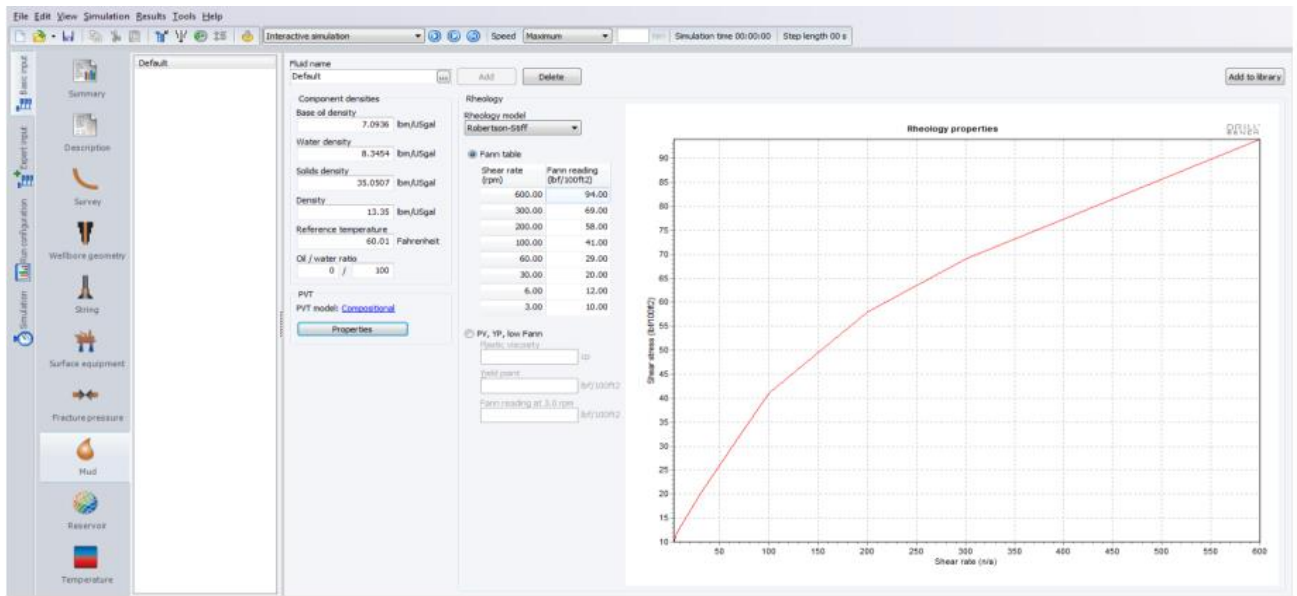 File Edit View Simulation Results Tools Help
Interactive simulation Speed Maximum Simulation time 00:00:00 Step length 00 s
Basic input
Expert input
Run configuration
Simulation
Summary
Description
Survey
Wellbore geometry
String
Surface equipment
Fracture pressure
Mud
Reservoir
Temperature
Default
Fluid name
Default ... Add Delete Add to library
Component densities
Base oil density
7.0936 lbm/USgal
Water density
8.3454 lbm/USgal
Solids density
35.0507 lbm/USgal
Density
13.35 lbm/USgal
Reference temperature
60.01 Fahrenheit
Oil / water ratio
0 / 100
PVT
PVT model: Compositional
Properties
Rheology
Rheology model
Robertson-Stiff
Fann table
Shear rate (rpm) Fann reading (lbf/100ft2)
600.00 94.00
300.00 69.00
200.00 58.00
100.00 41.00
60.00 29.00
30.00 20.00
6.00 12.00
3.00 10.00
PV, YP, low Fann
Plastic viscosity
cp
Yield point
lbf/100ft2
Fann reading at 3.0 rpm
lbf/100ft2
Rheology properties
DRILL
BENCH
Shear stress (lbf/100ft2)
90
85
80
75
70
65
60
55
50
45
40
35
30
25
20
15
10
50 100 150 200 250 300 350 400 450 500 550 600
Shear rate (n/a)